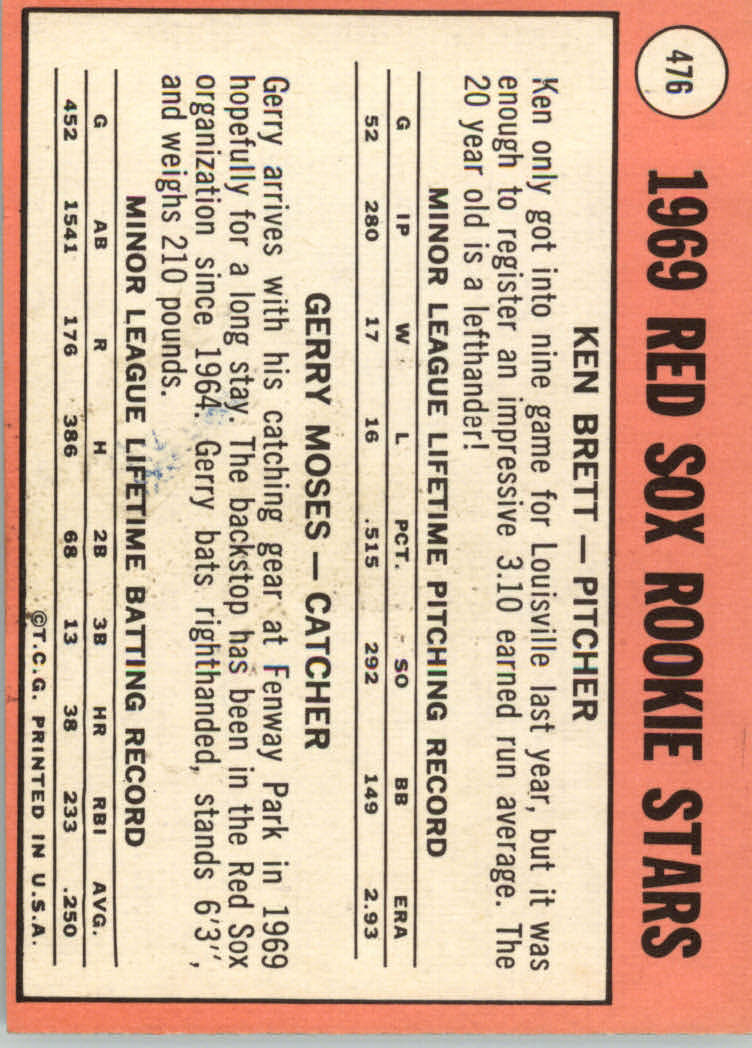 476
1969 RED SOX ROOKIE STARS
KEN BRETT — PITCHER
Ken only got into nine game for Louisville last year, but it was
enough to register an impressive 3.10 earned run average. The
20 year old is a lefthander!
MINOR LEAGUE LIFETIME PITCHING RECORD
G IP W L PCT. SO BB ERA
52 280 17 16 .515 292 149 2.93
GERRY MOSES — CATCHER
Gerry arrives with his catching gear at Fenway Park in 1969
hopefully for a long stay. The backstop has been in the Red Sox
organization since 1964. Gerry bats righthanded, stands 6'3",
and weighs 210 pounds.
MINOR LEAGUE LIFETIME BATTING RECORD
G AB R H 2B 3B HR RBI AVG.
452 1541 176 386 68 13 38 233 .250
©T.C.G. PRINTED IN U.S.A.